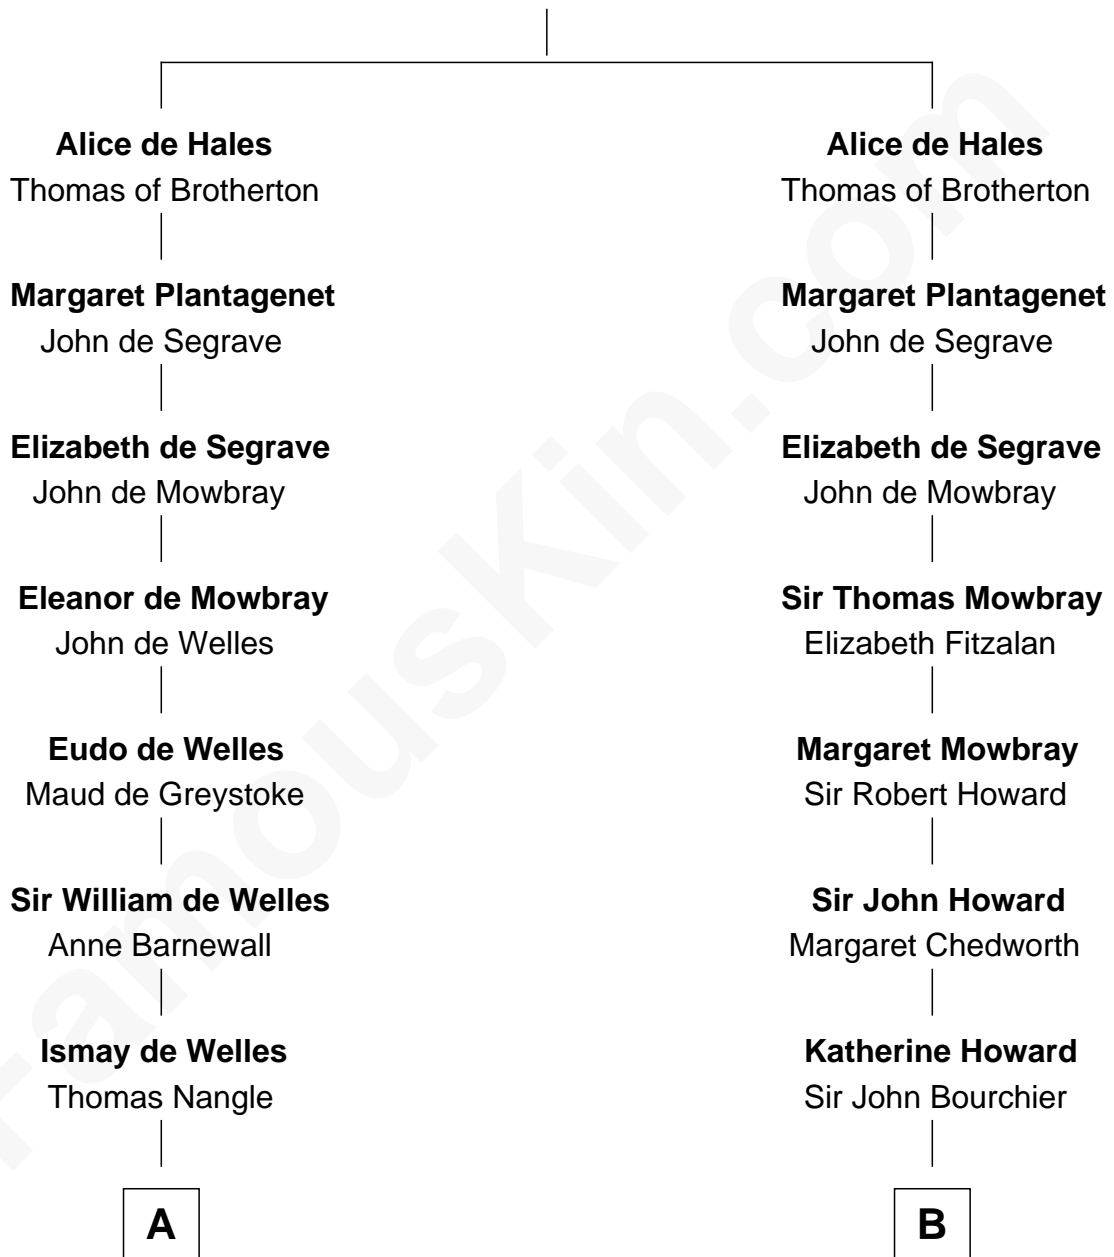 Alice de Hales
Thomas of Brotherton
Margaret Plantagenet
John de Segrave
Elizabeth de Segrave
John de Mowbray
Eleanor de Mowbray
John de Welles
Eudo de Welles
Maud de Greystoke
Sir William de Welles
Anne Barnewall
Ismay de Welles
Thomas Nangle
A
Alice de Hales
Thomas of Brotherton
Margaret Plantagenet
John de Segrave
Elizabeth de Segrave
John de Mowbray
Sir Thomas Mowbray
Elizabeth Fitzalan
Margaret Mowbray
Sir Robert Howard
Sir John Howard
Margaret Chedworth
Katherine Howard
Sir John Bourchier
B
FamousKin.com